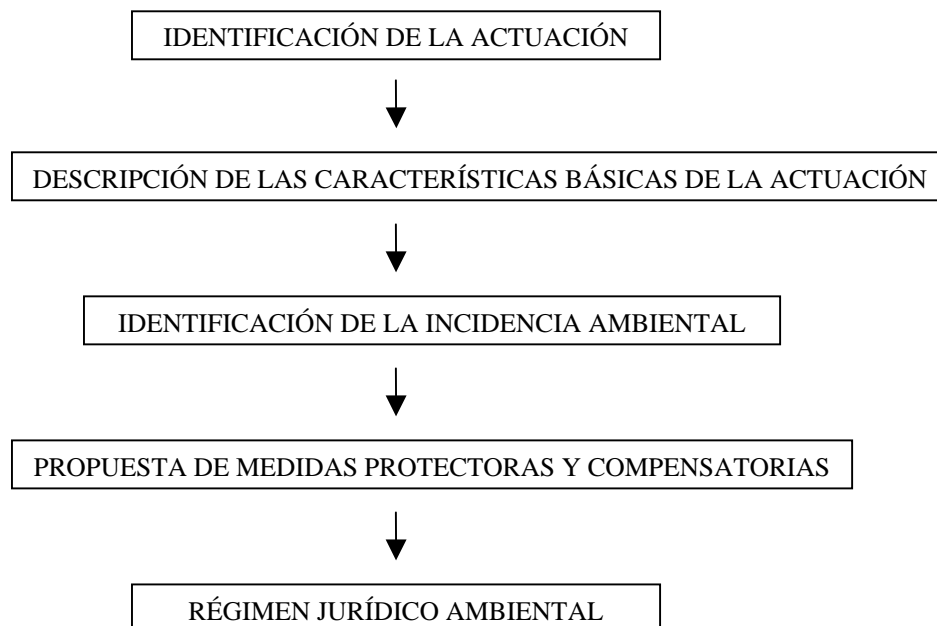 IDENTIFICACIÓN DE LA ACTUACIÓN
DESCRIPCIÓN DE LAS CARACTERÍSTICAS BÁSICAS DE LA ACTUACIÓN
IDENTIFICACIÓN DE LA INCIDENCIA AMBIENTAL
PROPUESTA DE MEDIDAS PROTECTORAS Y COMPENSATORIAS
RÉGIMEN JURÍDICO AMBIENTAL